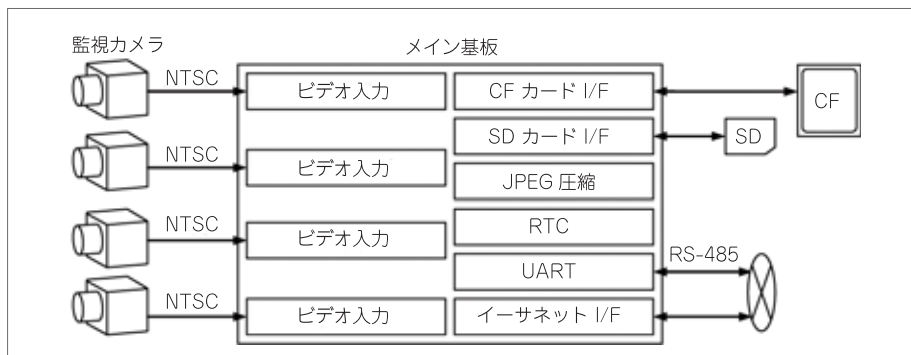 監視カメラ
メイン基板
NTSC
ビデオ入力
CF カード I/F
CF
SD カード I/F
SD
NTSC
ビデオ入力
JPEG 圧縮
NTSC
ビデオ入力
RTC
RS-485
UART
NTSC
ビデオ入力
イーサネット I/F